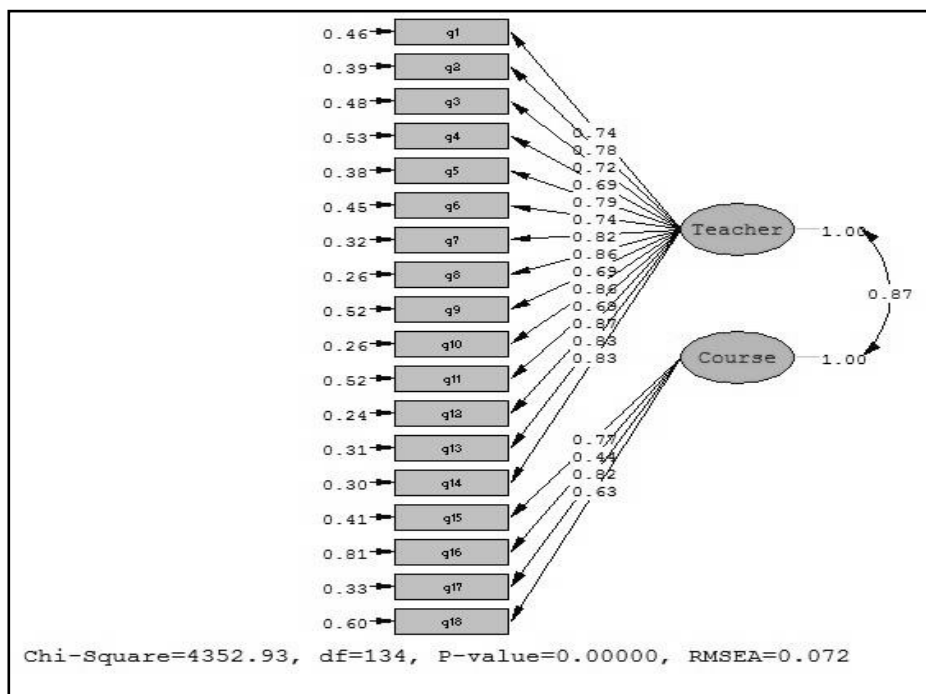 0.46 q1
0.39 q2
0.48 q3
0.53 q4
0.38 q5
0.45 q6
0.32 q7
0.26 q8
0.52 q9
0.26 q10
0.52 q11
0.24 q12
0.31 q13
0.30 q14
0.41 q15
0.81 q16
0.33 q17
0.60 q18
0.74
0.78
0.72
0.69
0.79
0.74
0.82
0.86
0.69
0.86
0.69
0.87
0.83
0.83
0.77
0.44
0.82
0.63
Teacher 1.00
0.87
Course 1.00
Chi-Square=4352.93, df=134, P-value=0.00000, RMSEA=0.072